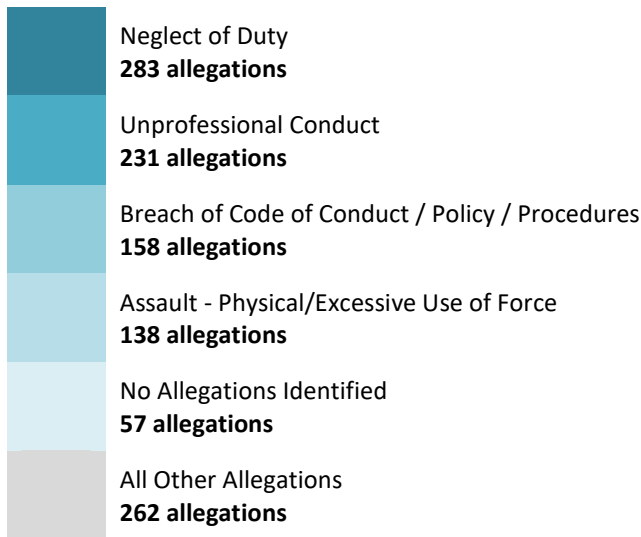 Neglect of Duty
283 allegations
Unprofessional Conduct
231 allegations
Breach of Code of Conduct / Policy / Procedures
158 allegations
Assault - Physical/Excessive Use of Force
138 allegations
No Allegations Identified
57 allegations
All Other Allegations
262 allegations